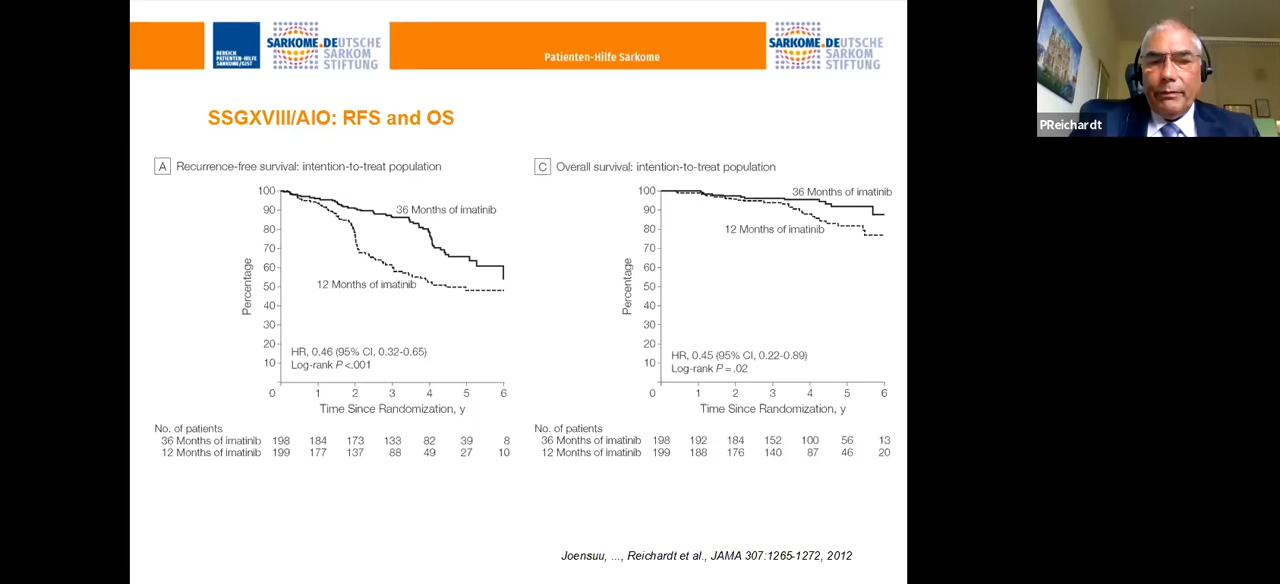 BEREICH
PATIENTEN-HILFE
SARKOME/GIST
SARKOME.DEUTSCHE
SARKOM
STIFTUNG
Patienten-Hilfe Sarkome
SARKOME.DEUTSCHE
SARKOM
STIFTUNG
PReichardt
SSGXVIII/AIO: RFS and OS
A Recurrence-free survival: intention-to-treat population
100
90
80
70
60
50
40
30
20
10
Percentage
36 Months of imatinib
12 Months of imatinib
HR, 0.46 (95% CI, 0.32-0.65)
Log-rank P <.001
0 1 2 3 4 5 6
Time Since Randomization, y
No. of patients
36 Months of imatinib 198 184 173 133 82 39 8
12 Months of imatinib 199 177 137 88 49 27 10
C Overall survival: intention-to-treat population
100
90
80
70
60
50
40
30
20
10
Percentage
36 Months of imatinib
12 Months of imatinib
HR, 0.45 (95% CI, 0.22-0.89)
Log-rank P = .02
0 1 2 3 4 5 6
Time Since Randomization, y
No. of patients
36 Months of imatinib 198 192 184 152 100 56 13
12 Months of imatinib 199 188 176 140 87 46 20
Joensuu, ..., Reichardt et al., JAMA 307:1265-1272, 2012